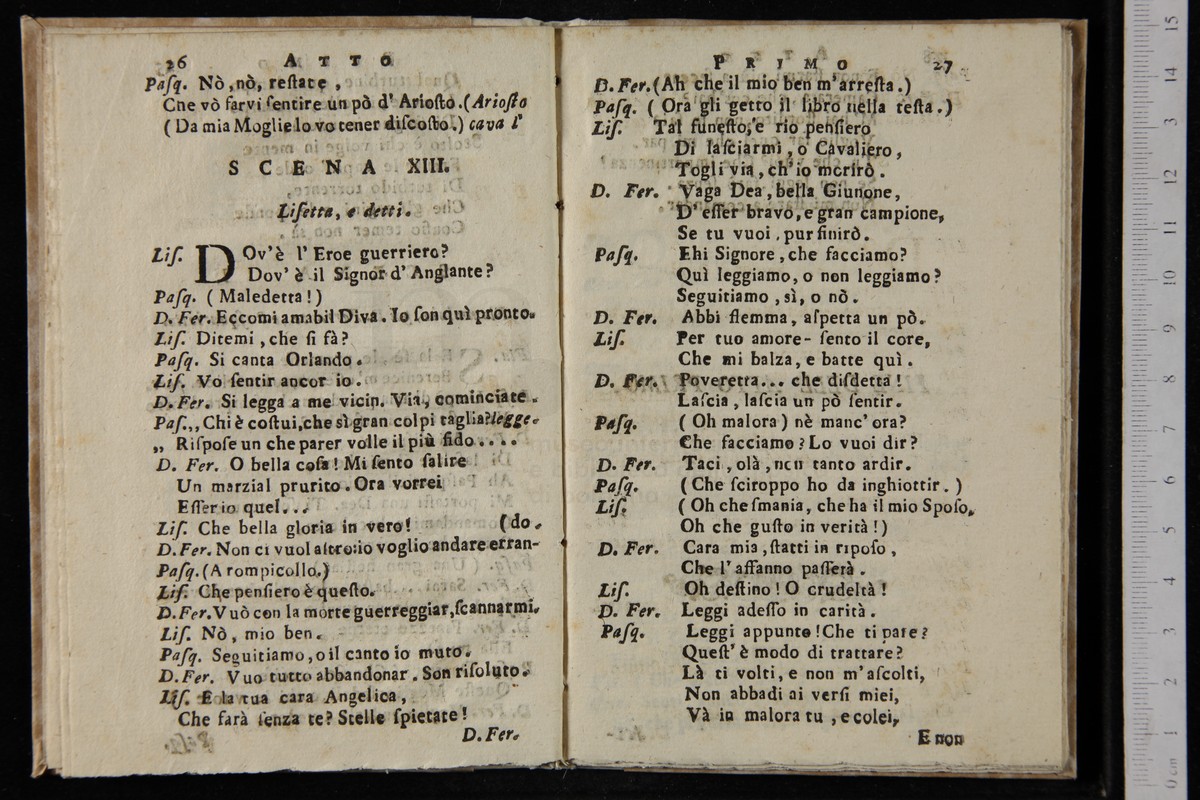 26 ATTO
Paſq. Nò, nò, reſtate,
Che vò farvi ſentire un pò d' Arioſto. (Arioſto
( Da mia Moglie lo vo tener diſcoſto.) cava l'
SCENA XIII.
Liſetta, e detti.
Liſ. DOv'è l' Eroe guerriero?
Dov' è il Signor d' Anglante?
Paſq. ( Maledetta!)
D. Fer. Eccomi amabil Diva. Io ſon quì pronto.
Liſ. Ditemi, che ſi fà?
Paſq. Si canta Orlando.
Liſ. Vo ſentir ancor io.
D. Fer. Si legga a me vicin. Via, cominciate.
Paſ.,, Chi è coſtui, che sì gran colpi taglia? legge.
,, Riſpoſe un che parer volle il più fido....
D. Fer. O bella coſa! Mi ſento ſalire
Un marzial prurito. Ora vorrei
Eſſer io quel...
Liſ. Che bella gloria in vero! (do.
D. Fer. Non ci vuol altro: io voglio andare erran-
Paſq. (A rompicollo.)
Liſ. Che penſiero è queſto.
D. Fer. Vuò con la morte guerreggiar, ſcannarmi.
Liſ. Nò, mio ben.
Paſq. Seguitiamo, o il canto io muto.
D. Fer. Vuo tutto abbandonar. Son riſoluto.
Liſ. E la tua cara Angelica,
Che farà ſenza te? Stelle ſpietate!
D. Fer.
PRIMO 27
D. Fer. (Ah che il mio ben m'arreſta.)
Paſq. ( Ora gli getto il libro nella teſta.)
Liſ. Tal funeſto, e rio penſiero
Di laſciarmi, o Cavaliero,
Togli via, ch'io morirò.
D. Fer. Vaga Dea, bella Giunone,
D' eſſer bravo, e gran campione,
Se tu vuoi, pur finirò.
Paſq. Ehi Signore, che facciamo?
Quì leggiamo, o non leggiamo?
Seguitiamo, sì, o nò.
D. Fer. Abbi flemma, aſpetta un pò.
Liſ. Per tuo amore- ſento il core,
Che mi balza, e batte quì.
D. Fer. Poveretta... che diſdetta!
Laſcia, laſcia un pò ſentir.
Paſq. ( Oh malora) nè manc' ora?
Che facciamo? Lo vuoi dir?
D. Fer. Taci, olà, non tanto ardir.
Paſq. ( Che ſciroppo ho da inghiottir. )
Liſ. ( Oh che ſmania, che ha il mio Spoſo,
Oh che guſto in verità!)
D. Fer. Cara mia, ſtatti in ripoſo,
Che l' affanno paſſerà.
Liſ. Oh deſtino! O crudeltà!
D. Fer. Leggi adeſſo in carità.
Paſq. Leggi appunto! Che ti pare?
Queſt' è modo di trattare?
Là ti volti, e non m'aſcolti,
Non abbadi ai verſi miei,
Và in malora tu, e colei,
E non